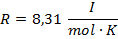 R = 8,31 I / mol · K